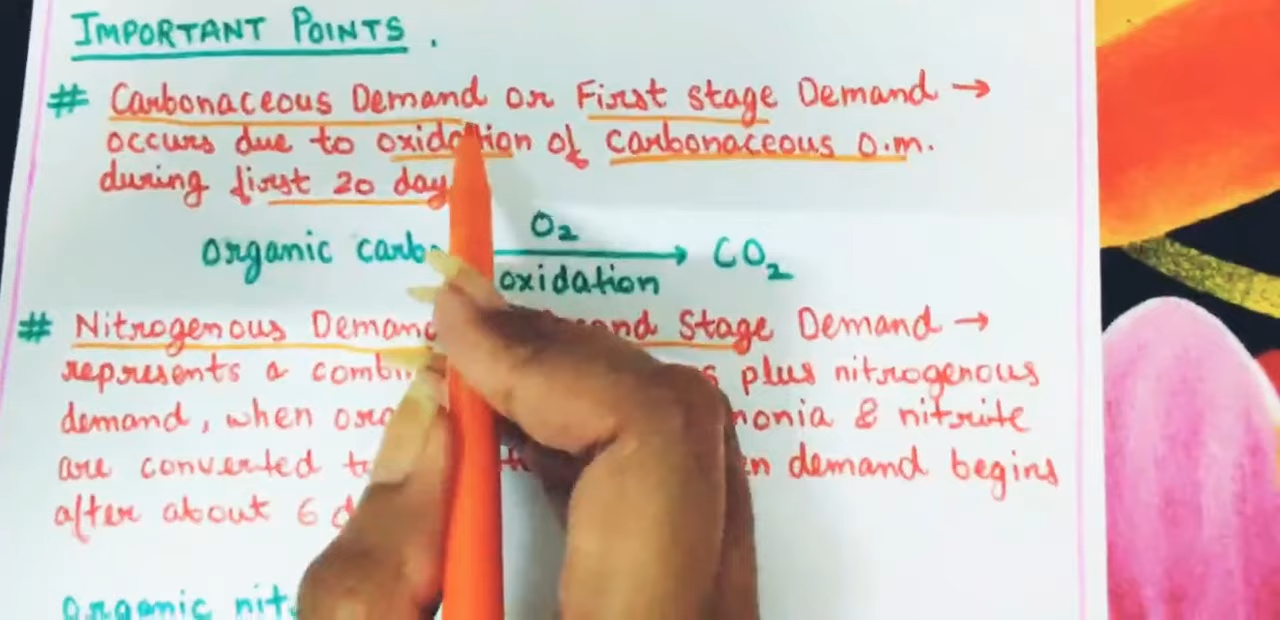 IMPORTANT POINTS.
# Carbonaceous Demand or First stage Demand →
occurs due to oxidation of carbonaceous o.m.
during first 20 day
organic carb O2 → CO2
oxidation
# Nitrogenous Demand Stage Demand →
represents a plus nitrogenous
demand, when & nitrite
are converted demand begins
after about 6
organic